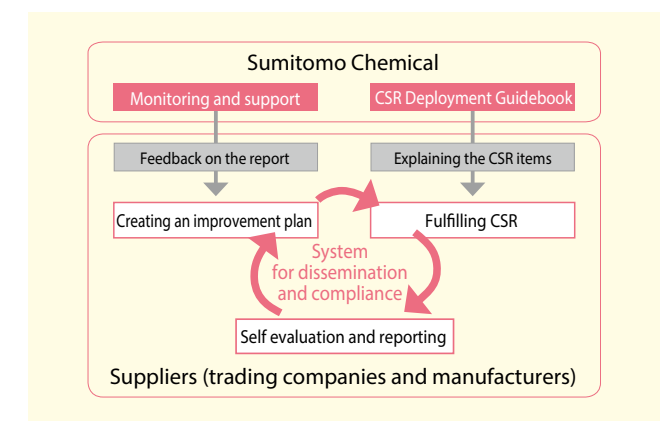 Sumitomo Chemical
Monitoring and support
CSR Deployment Guidebook
Feedback on the report
Explaining the CSR items
Creating an improvement plan
Fulfilling CSR
System
for dissemination
and compliance
Self evaluation and reporting
Suppliers (trading companies and manufacturers)